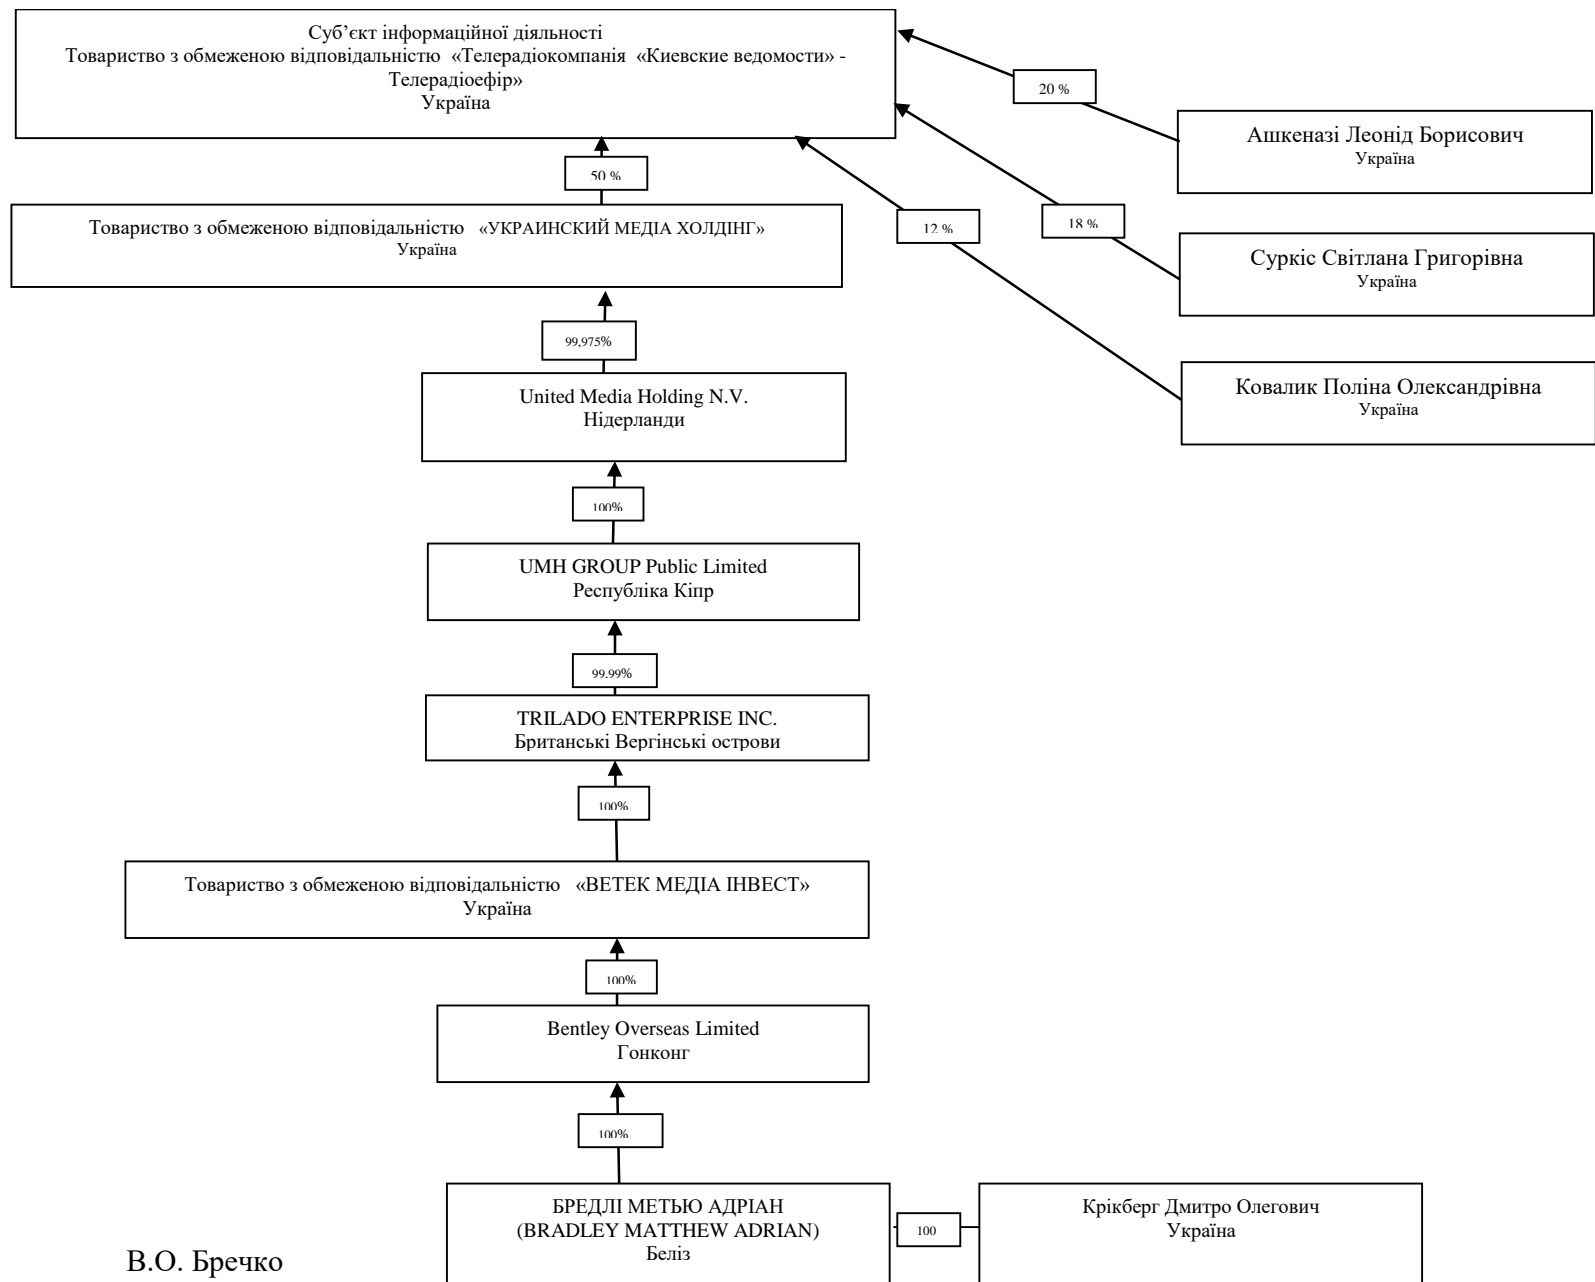 Суб’єкт інформаційної діяльності
Товариство з обмеженою відповідальністю «Телерадіокомпанія «Киевские ведомости» -
Телерадіоефір»
Україна
20 %
Ашкеназі Леонід Борисович
Україна
50 %
Товариство з обмеженою відповідальністю «УКРАИНСКИЙ МЕДІА ХОЛДІНГ»
Україна
12 %
18 %
Суркіс Світлана Григорівна
Україна
99,975%
United Media Holding N.V.
Нідерланди
Ковалик Поліна Олександрівна
Україна
100%
UMH GROUP Public Limited
Республіка Кіпр
99.99%
TRILADO ENTERPRISE INC.
Британські Вергінські острови
100%
Товариство з обмеженою відповідальністю «ВЕТЕК МЕДІА ІНВЕСТ»
Україна
100%
Bentley Overseas Limited
Гонконг
100%
БРЕДЛІ МЕТЬЮ АДРІАН
(BRADLEY MATTHEW ADRIAN)
Беліз
100
Крікберг Дмитро Олегович
Україна
В.О. Бречко